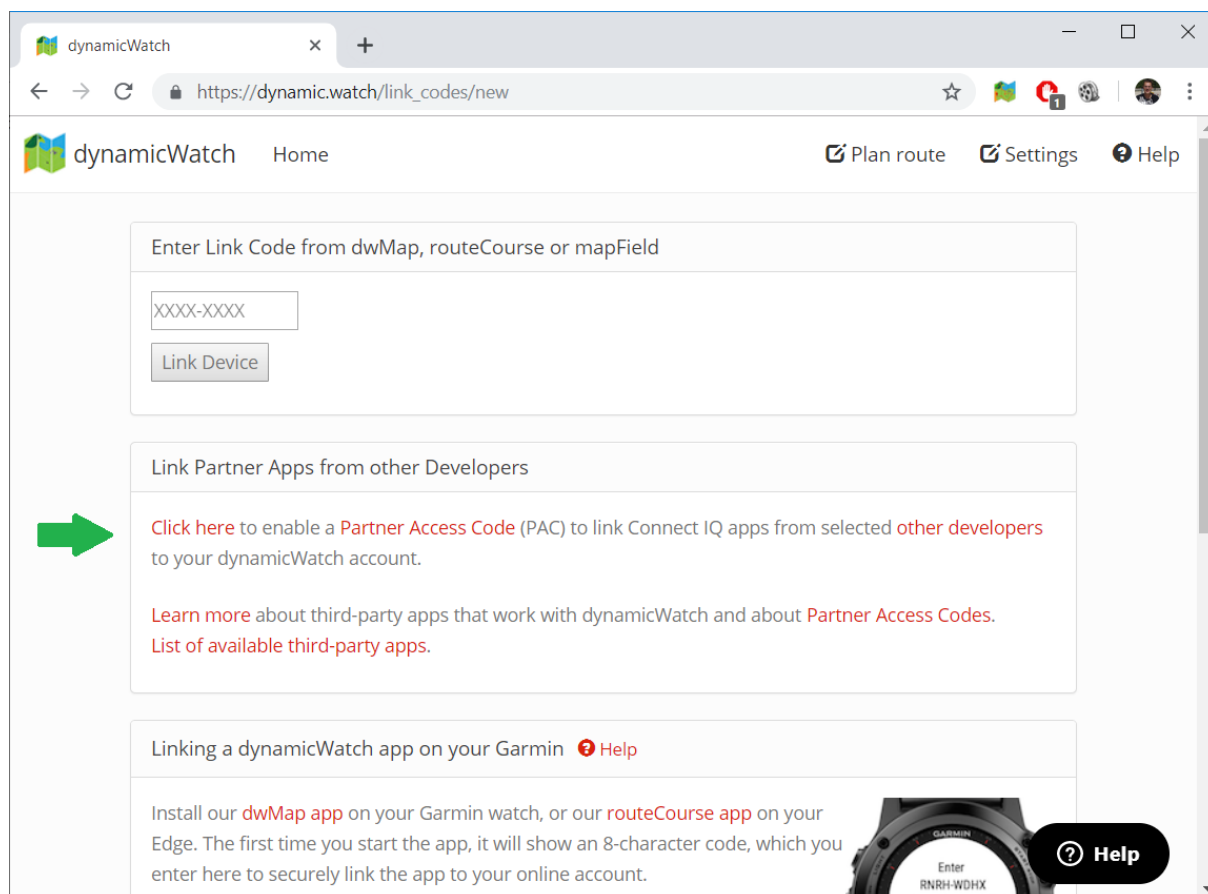 dynamicWatch
https://dynamic.watch/link_codes/new
1
dynamicWatch Home Plan route Settings Help
Enter Link Code from dwMap, routeCourse or mapField
XXXX-XXXX
Link Device
Link Partner Apps from other Developers
Click here to enable a Partner Access Code (PAC) to link Connect IQ apps from selected other developers
to your dynamicWatch account.
Learn more about third-party apps that work with dynamicWatch and about Partner Access Codes.
List of available third-party apps.
Linking a dynamicWatch app on your Garmin Help
Install our dwMap app on your Garmin watch, or our routeCourse app on your
Edge. The first time you start the app, it will show an 8-character code, which you
enter here to securely link the app to your online account.
GARMIN
Enter
RNRH-WDHX
Help